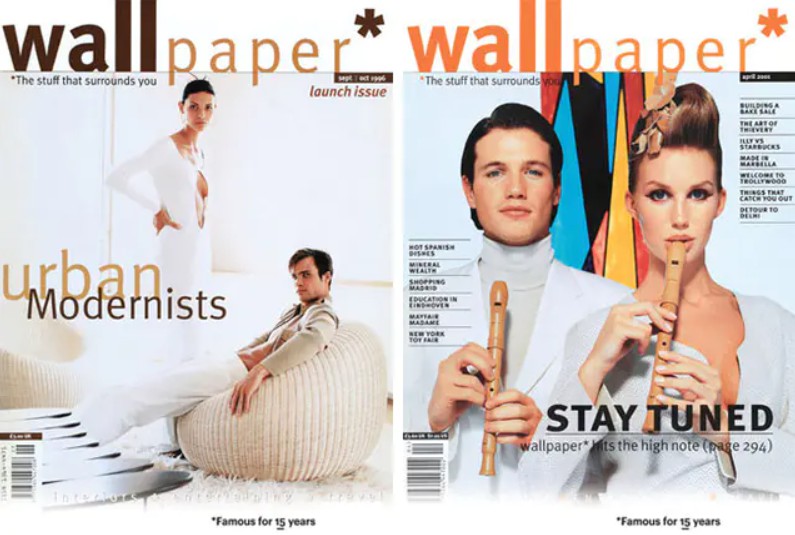 wallpaper*
*The stuff that surrounds you
sept | oct 1996
launch issue
urban
Modernists
interiors + entertaining + travel
*Famous for 15 years
wallpaper*
*The stuff that surrounds you
april 2001
BUILDING A
BAKE SALE
THE ART OF
THIEVERY
ILLY VS
STARBUCKS
MADE IN
MARBELLA
WELCOME TO
TROLLYWOOD
THINGS THAT
CATCH YOU OUT
DETOUR TO
DELHI
HOT SPANISH
DISHES
MINERAL
WEALTH
SHOPPING
MADRID
EDUCATION IN
EINDHOVEN
MAYFAIR
MADAME
NEW YORK
TOY FAIR
STAY TUNED
wallpaper* hits the high note (page 294)
*Famous for 15 years